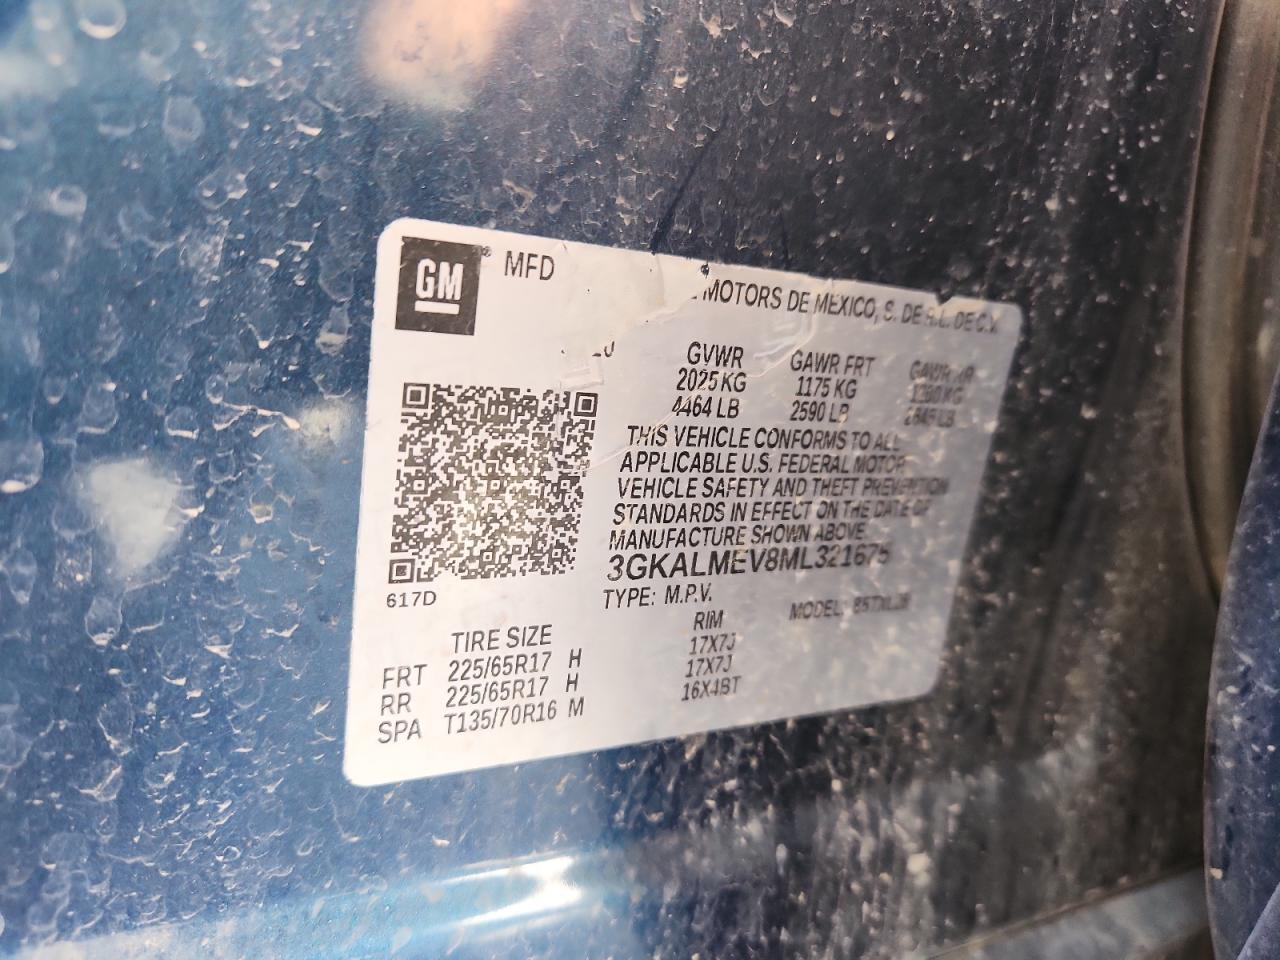 GM ® MFD
MOTORS DE MEXICO, S. DE R.L. DE C.V.
GVWR GAWR FRT GAWR RR
2025 KG 1175 KG
4464 LB 2590 LB
THIS VEHICLE CONFORMS TO ALL
APPLICABLE U.S. FEDERAL MOTOR
VEHICLE SAFETY AND THEFT PREVENTION
STANDARDS IN EFFECT ON THE DATE OF
MANUFACTURE SHOWN ABOVE.
3GKALMEV8ML321675
617D
TYPE: M.P.V. MODEL:
TIRE SIZE RIM
FRT 225/65R17 H 17X7J
RR 225/65R17 H 17X7J
SPA T135/70R16 M 16X4BT